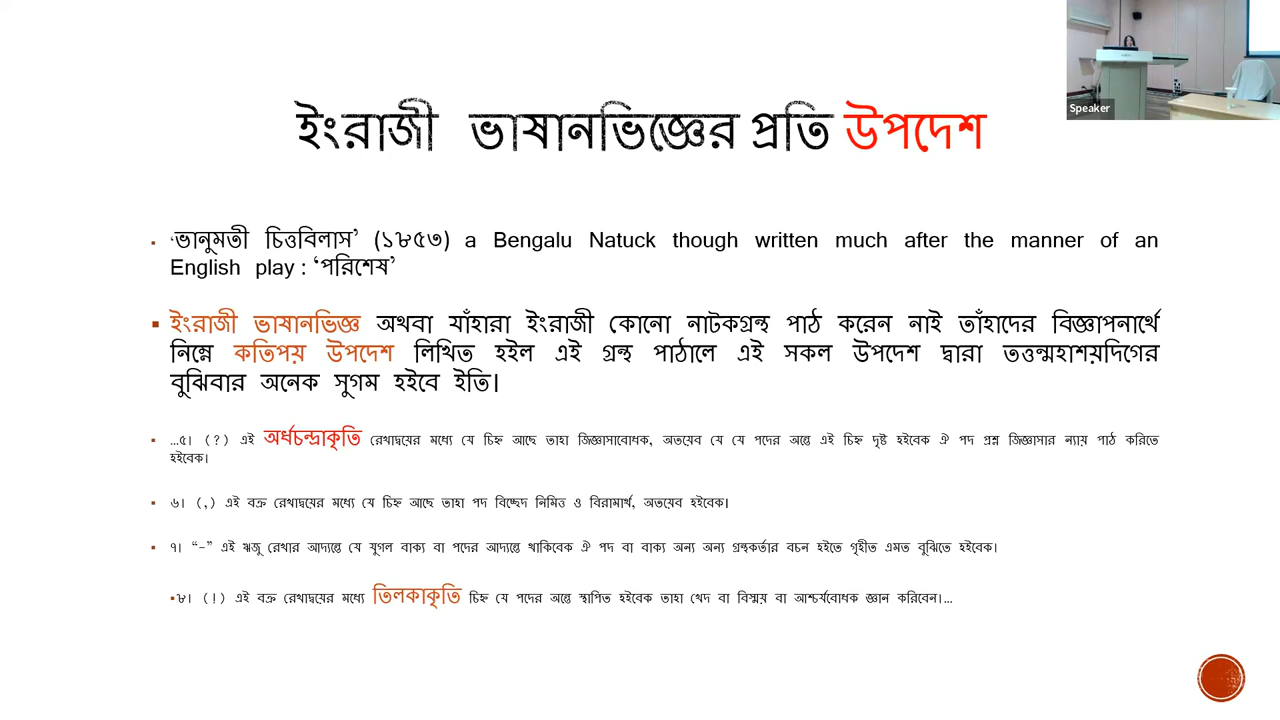 Speaker
ইংরাজী ভাষানভিজ্ঞের প্রতি উপদেশ
▪ ‘ভানুমতী চিত্তবিলাস’ (১৮৫৩) a Bengalu Natuck though written much after the manner of an
English play : ‘পরিশেষ’
▪ ইংরাজী ভাষানভিজ্ঞ অথবা যাঁহারা ইংরাজী কোনো নাটকগ্রন্থ পাঠ করেন নাই তাঁহাদের বিজ্ঞাপনার্থে
নিম্নে কতিপয় উপদেশ লিখিত হইল এই গ্রন্থ পাঠালে এই সকল উপদেশ দ্বারা তত্তন্মহাশয়দিগের
বুঝিবার অনেক সুগম হইবে ইতি।
▪ ...৫। (?) এই অর্ধচন্দ্রাকৃতি রেখাদ্বয়ের মধ্যে যে চিহ্ন আছে তাহা জিজ্ঞাসাবোধক, অতয়েব যে যে পদের অন্তে এই চিহ্ন দৃষ্ট হইবেক ঐ পদ প্রশ্ন জিজ্ঞাসার ন্যায় পাঠ করিতে
হইবেক।
▪ ৬। (,) এই বক্র রেখাদ্বয়ের মধ্যে যে চিহ্ন আছে তাহা পদ বিচ্ছেদ নিমিত্ত ও বিরামার্থ, অতয়েব হইবেক।
▪ ৭। “-” এই ঋজু রেখার আদ্যন্তে যে যুগল বাক্য বা পদের আদ্যন্তে থাকিবেক ঐ পদ বা বাক্য অন্য অন্য গ্রন্থকর্তার বচন হইতে গৃহীত এমত বুঝিতে হইবেক।
▪ ৮। (!) এই বক্র রেখাদ্বয়ের মধ্যে তিলকাকৃতি চিহ্ন যে পদের অন্তে স্থাপিত হইবেক তাহা খেদ বা বিস্ময় বা আশ্চর্যবোধক জ্ঞান করিবেন।...